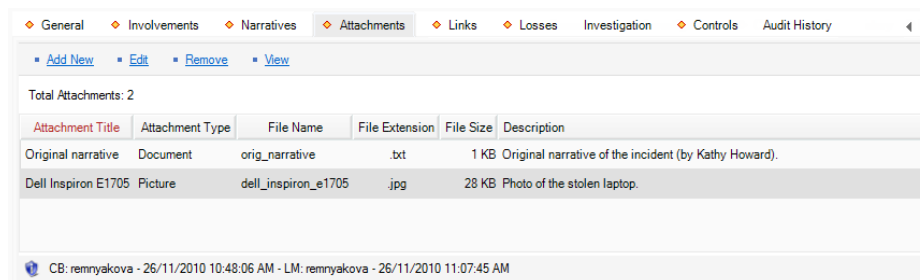 General Involvements Narratives Attachments Links Losses Investigation Controls Audit History
Add New Edit Remove View
Total Attachments: 2
Attachment Title Attachment Type File Name File Extension File Size Description
Original narrative Document orig_narrative .txt 1 KB Original narrative of the incident (by Kathy Howard).
Dell Inspiron E1705 Picture dell_inspiron_e1705 .jpg 28 KB Photo of the stolen laptop.
CB: remnyakova - 26/11/2010 10:48:06 AM - LM: remnyakova - 26/11/2010 11:07:45 AM